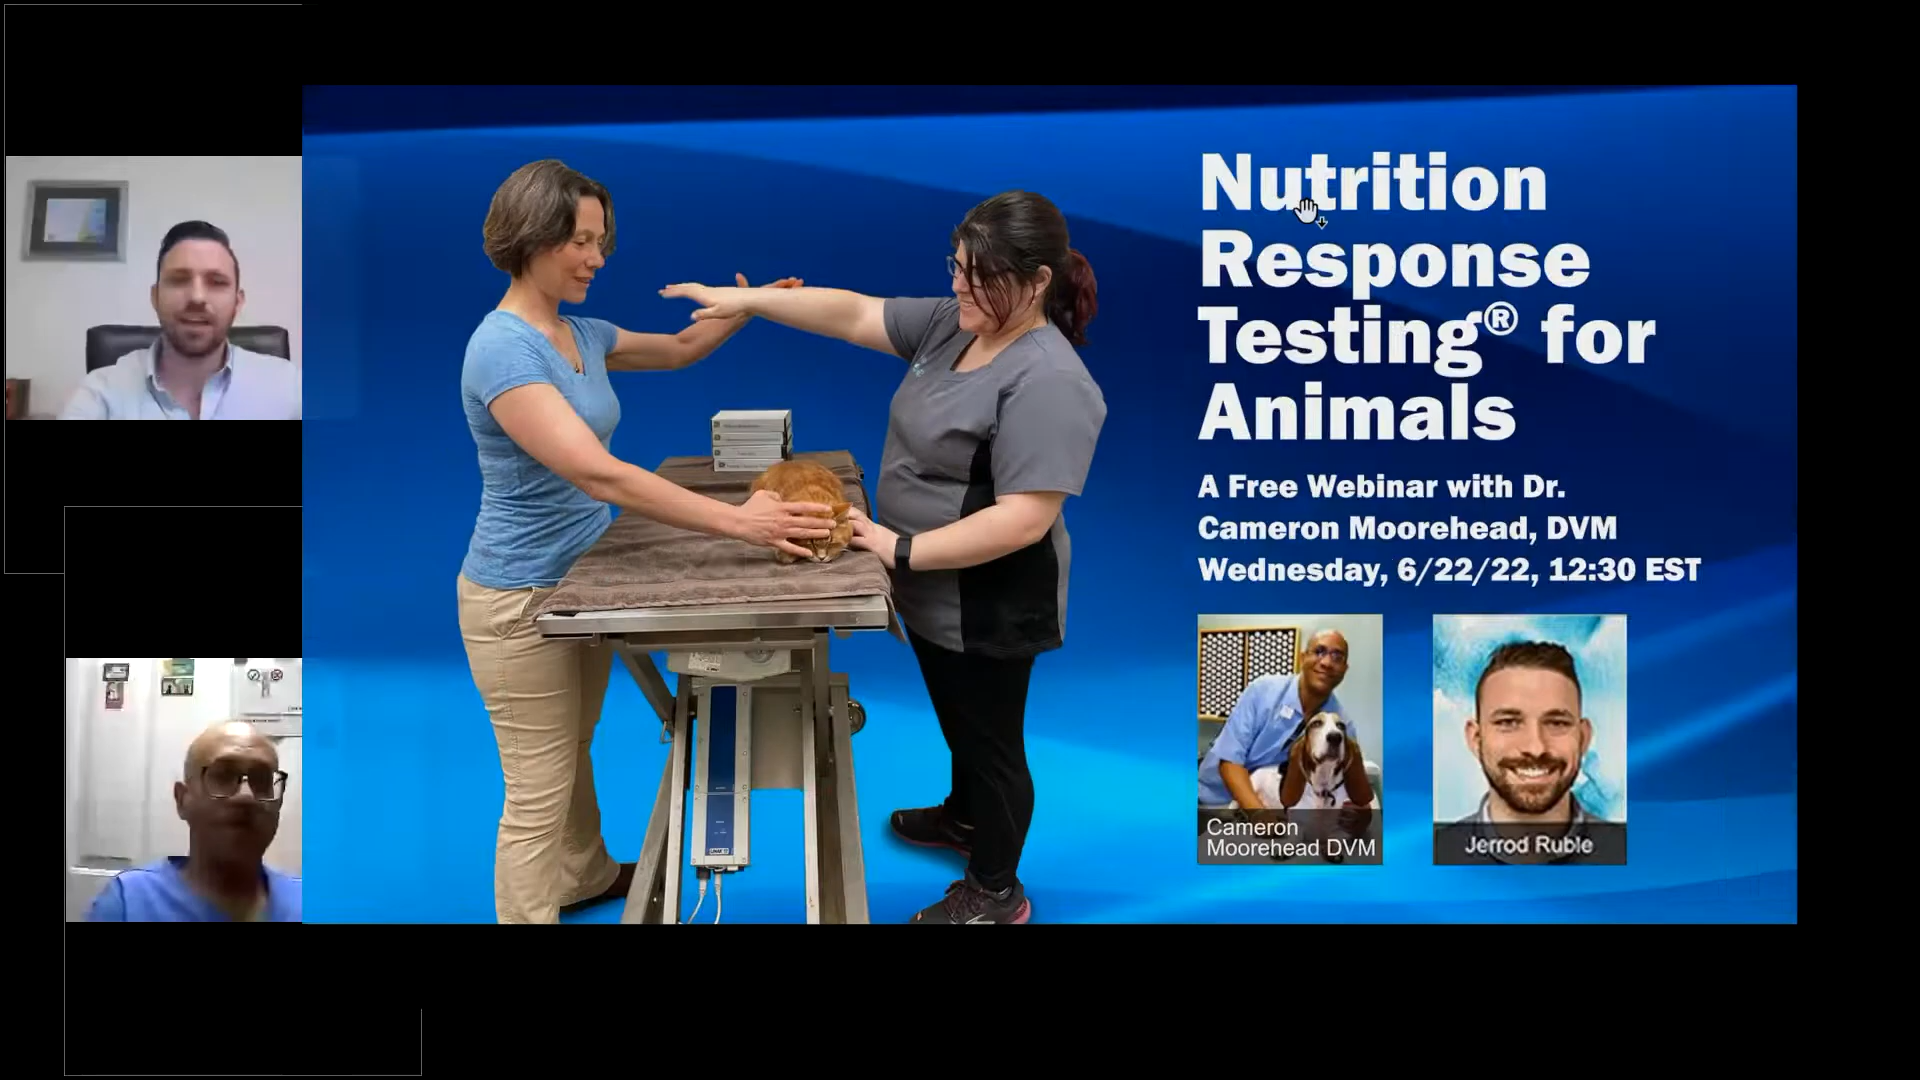 Nutrition
Response
Testing® for
Animals
A Free Webinar with Dr.
Cameron Moorehead, DVM
Wednesday, 6/22/22, 12:30 EST
Cameron
Moorehead DVM
Jerrod Ruble